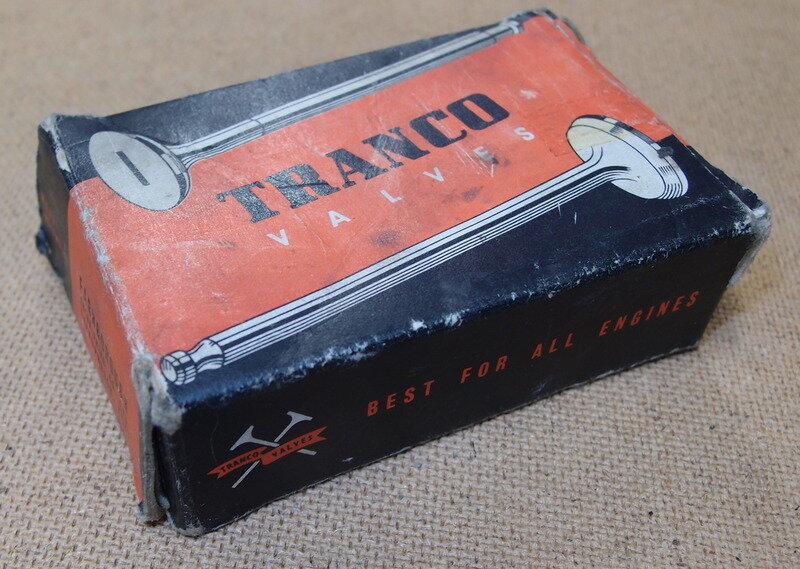 TRANCO
VALVES
BEST FOR ALL ENGINES
TRANCO VALVES